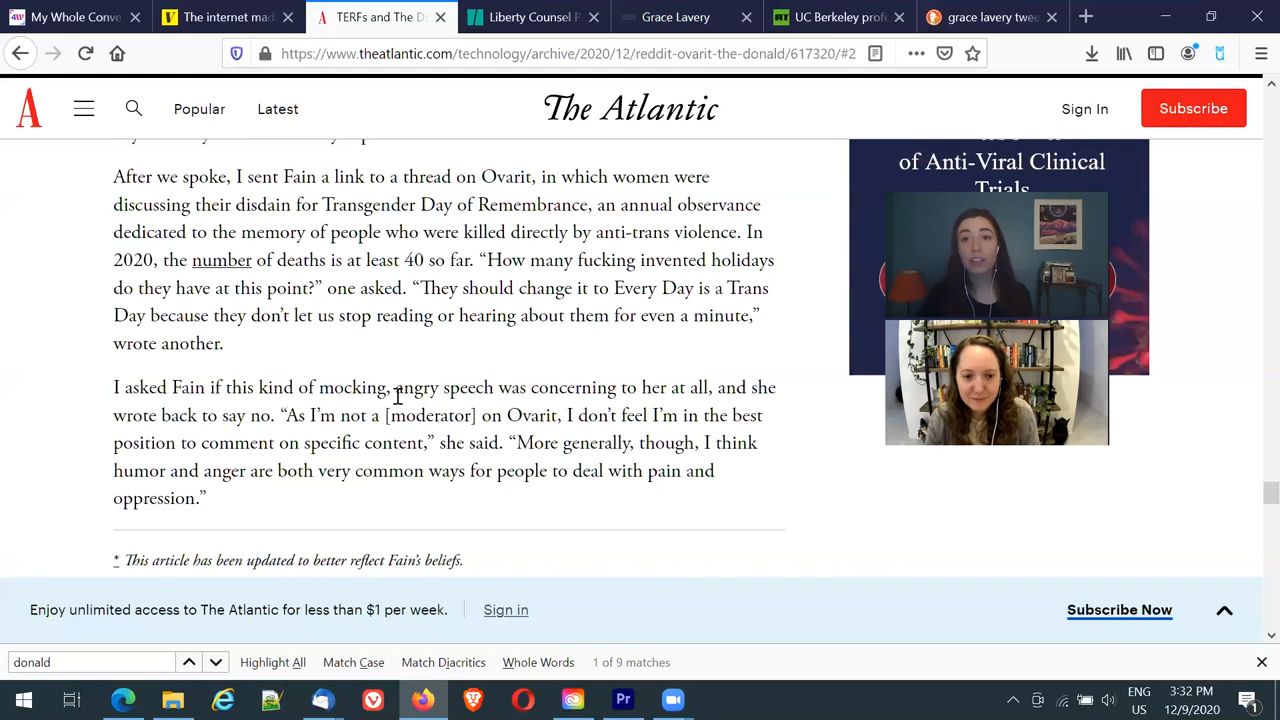 My Whole Conve
The internet mad
TERFs and The Do
Liberty Counsel P
Grace Lavery
UC Berkeley prof
grace lavery twee
https://www.theatlantic.com/technology/archive/2020/12/reddit-ovarit-the-donald/617320/#2
Popular
Latest
The Atlantic
Sign In
Subscribe
of Anti-Viral Clinical
Trials
After we spoke, I sent Fain a link to a thread on Ovarit, in which women were
discussing their disdain for Transgender Day of Remembrance, an annual observance
dedicated to the memory of people who were killed directly by anti-trans violence. In
2020, the number of deaths is at least 40 so far. “How many fucking invented holidays
do they have at this point?” one asked. “They should change it to Every Day is a Trans
Day because they don’t let us stop reading or hearing about them for even a minute,”
wrote another.
I asked Fain if this kind of mocking, angry speech was concerning to her at all, and she
wrote back to say no. “As I’m not a [moderator] on Ovarit, I don’t feel I’m in the best
position to comment on specific content,” she said. “More generally, though, I think
humor and anger are both very common ways for people to deal with pain and
oppression.”
* This article has been updated to better reflect Fain’s beliefs.
Enjoy unlimited access to The Atlantic for less than $1 per week.
Sign in
Subscribe Now
donald
Highlight All
Match Case
Match Diacritics
Whole Words
1 of 9 matches
ENG
US
3:32 PM
12/9/2020